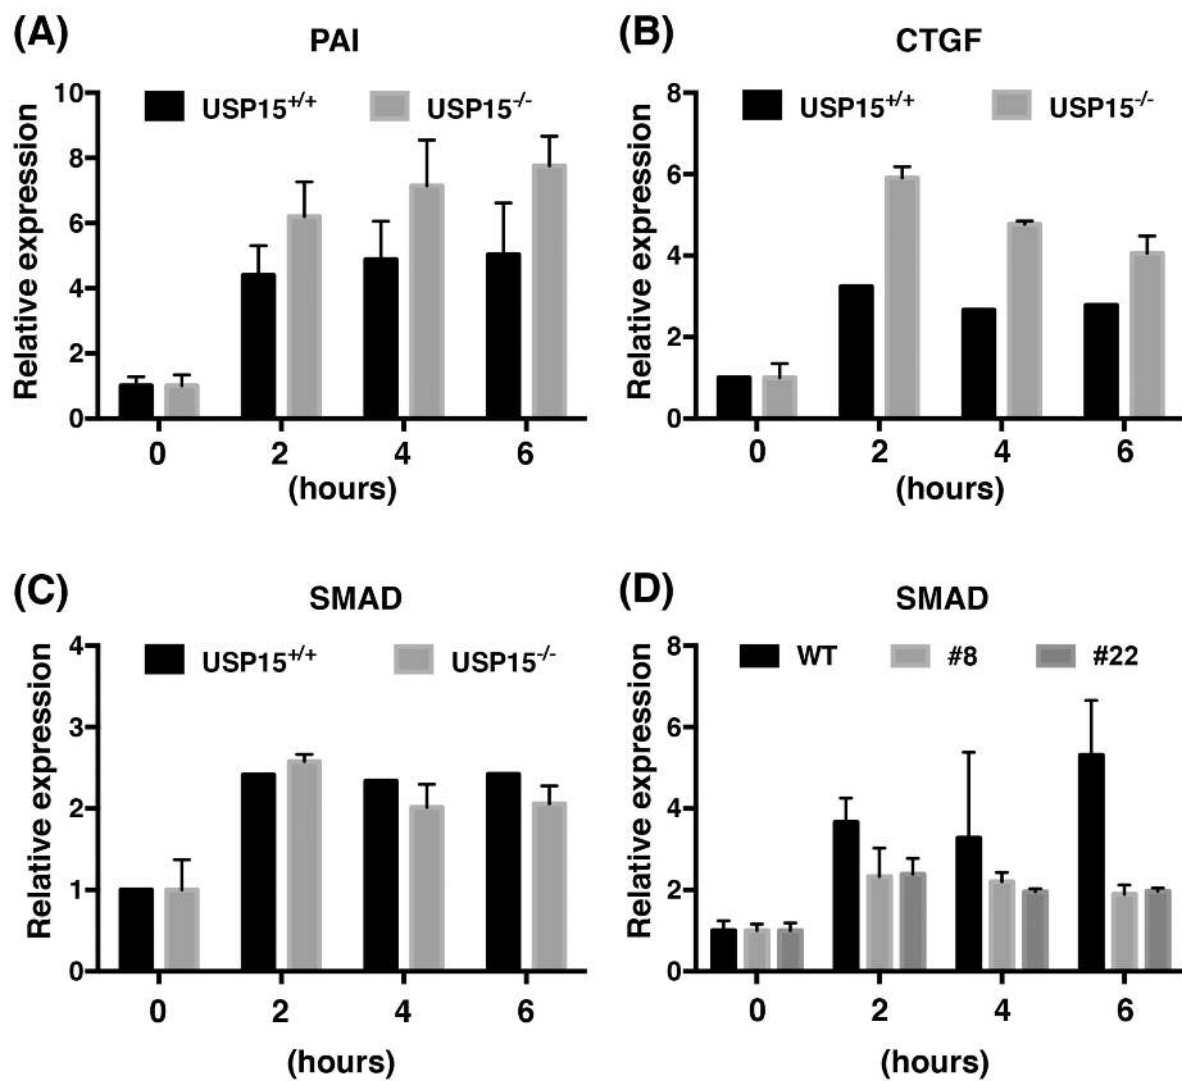 (A)
PAI
USP15+/+
USP15-/-
Relative expression
10
8
6
4
2
0
0 2 4 6
(hours)
(B)
CTGF
USP15+/+
USP15-/-
Relative expression
8
6
4
2
0
0 2 4 6
(hours)
(C)
SMAD
USP15+/+
USP15-/-
Relative expression
4
3
2
1
0
0 2 4 6
(hours)
(D)
SMAD
WT #8 #22
Relative expression
8
6
4
2
0
0 2 4 6
(hours)